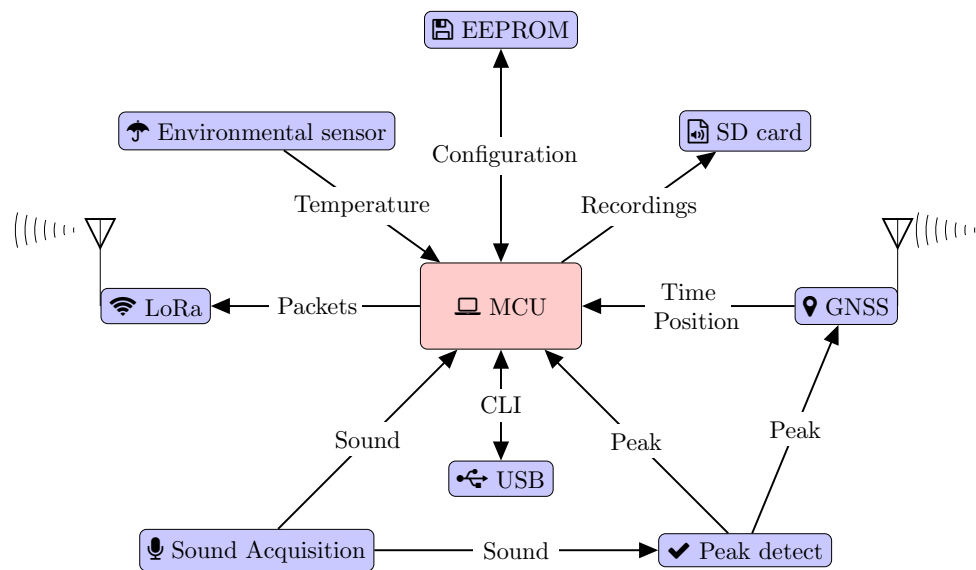 EEPROM
Environmental sensor
SD card
Configuration
Temperature
Recordings
LoRa
Packets
MCU
Time
Position
GNSS
CLI
Sound
Peak
Peak
USB
Sound Acquisition
Sound
Peak detect